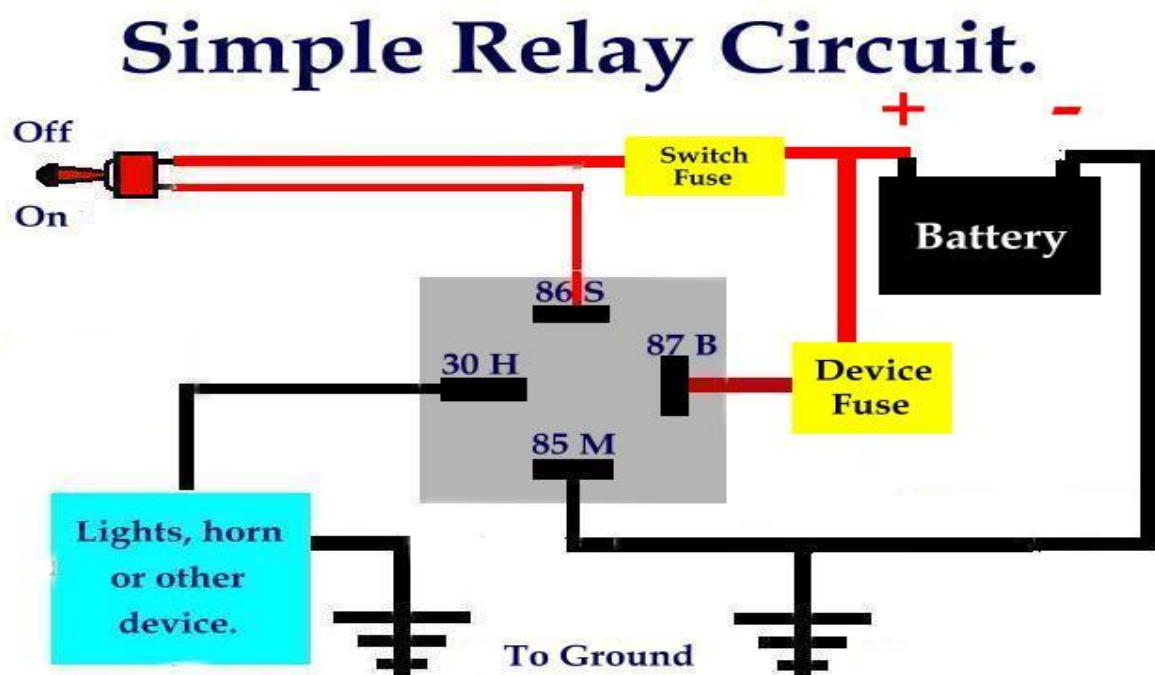 Simple Relay Circuit.
+ -
Off
On
Switch
Fuse
Battery
86 S
30 H
87 B
85 M
Device
Fuse
Lights, horn
or other
device.
To Ground